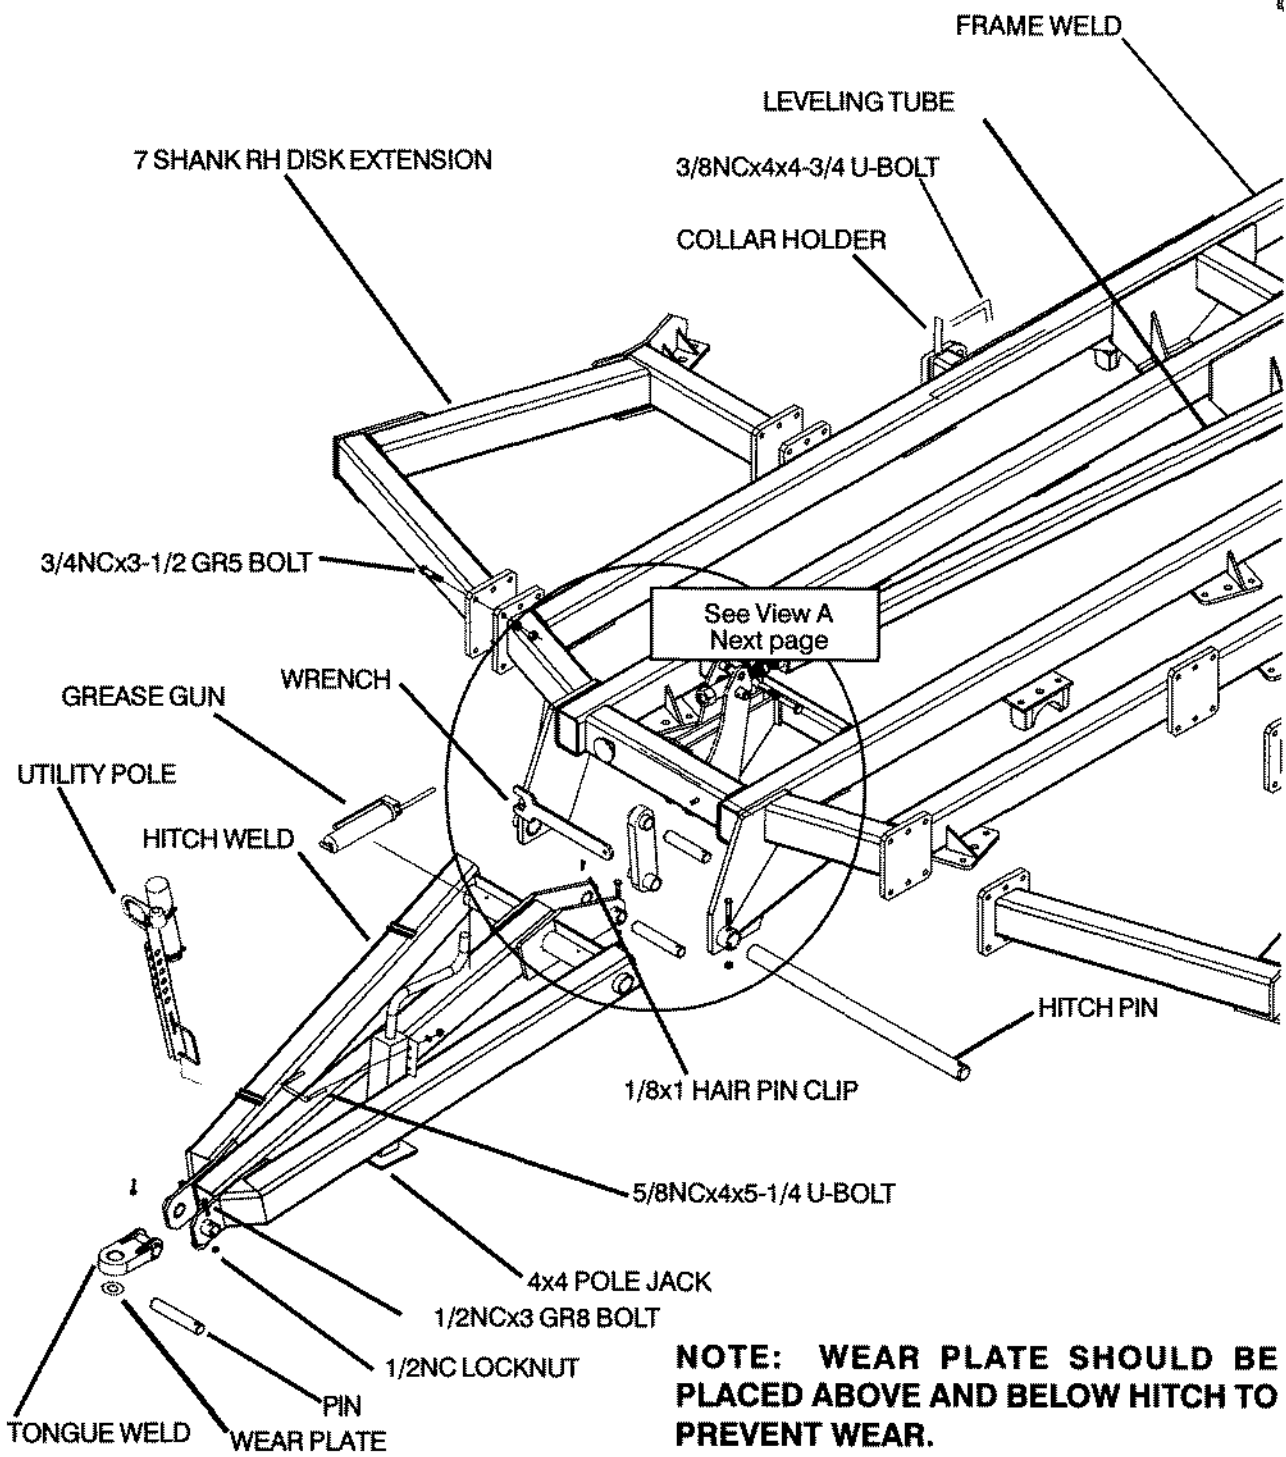 FRAME WELD
LEVELING TUBE
7 SHANK RH DISK EXTENSION
3/8NCx4x4-3/4 U-BOLT
COLLAR HOLDER
3/4NCx3-1/2 GR5 BOLT
See View A
Next page
WRENCH
GREASE GUN
UTILITY POLE
HITCH WELD
HITCH PIN
1/8x1 HAIR PIN CLIP
5/8NCx4x5-1/4 U-BOLT
4x4 POLE JACK
1/2NCx3 GR8 BOLT
1/2NC LOCKNUT
PIN
TONGUE WELD
WEAR PLATE
NOTE: WEAR PLATE SHOULD BE
PLACED ABOVE AND BELOW HITCH TO
PREVENT WEAR.